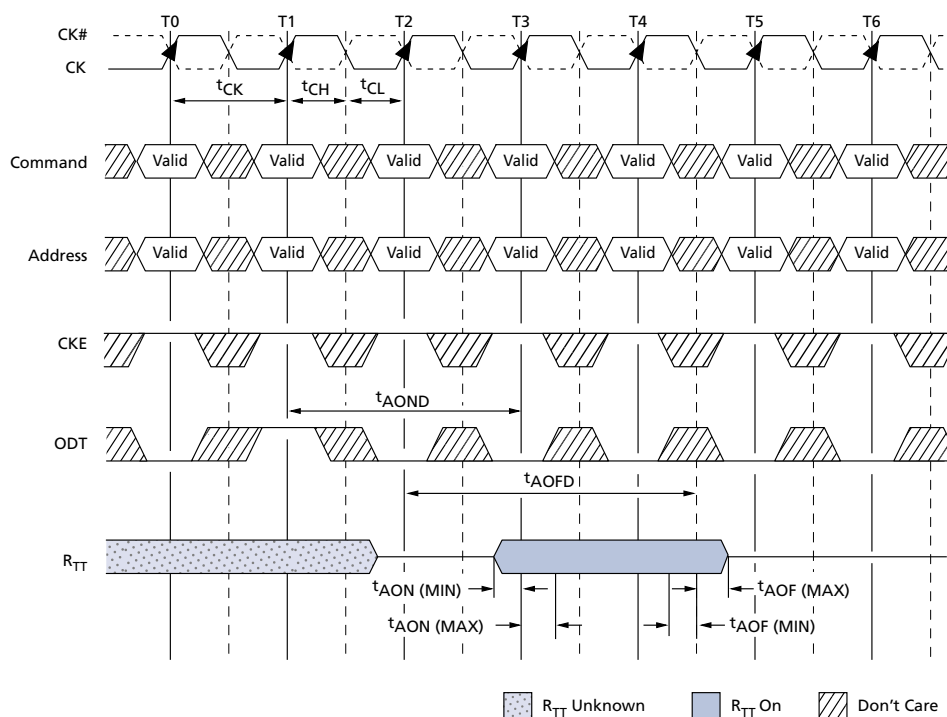 T0 T1 T2 T3 T4 T5 T6
CK#
CK
tCK tCH tCL
Command Valid Valid Valid Valid Valid Valid Valid
Address Valid Valid Valid Valid Valid Valid Valid
CKE
tAOND
ODT
tAOFD
RTT
tAON (MIN) tAOF (MAX)
tAON (MAX) tAOF (MIN)
RTT Unknown RTT On Don't Care